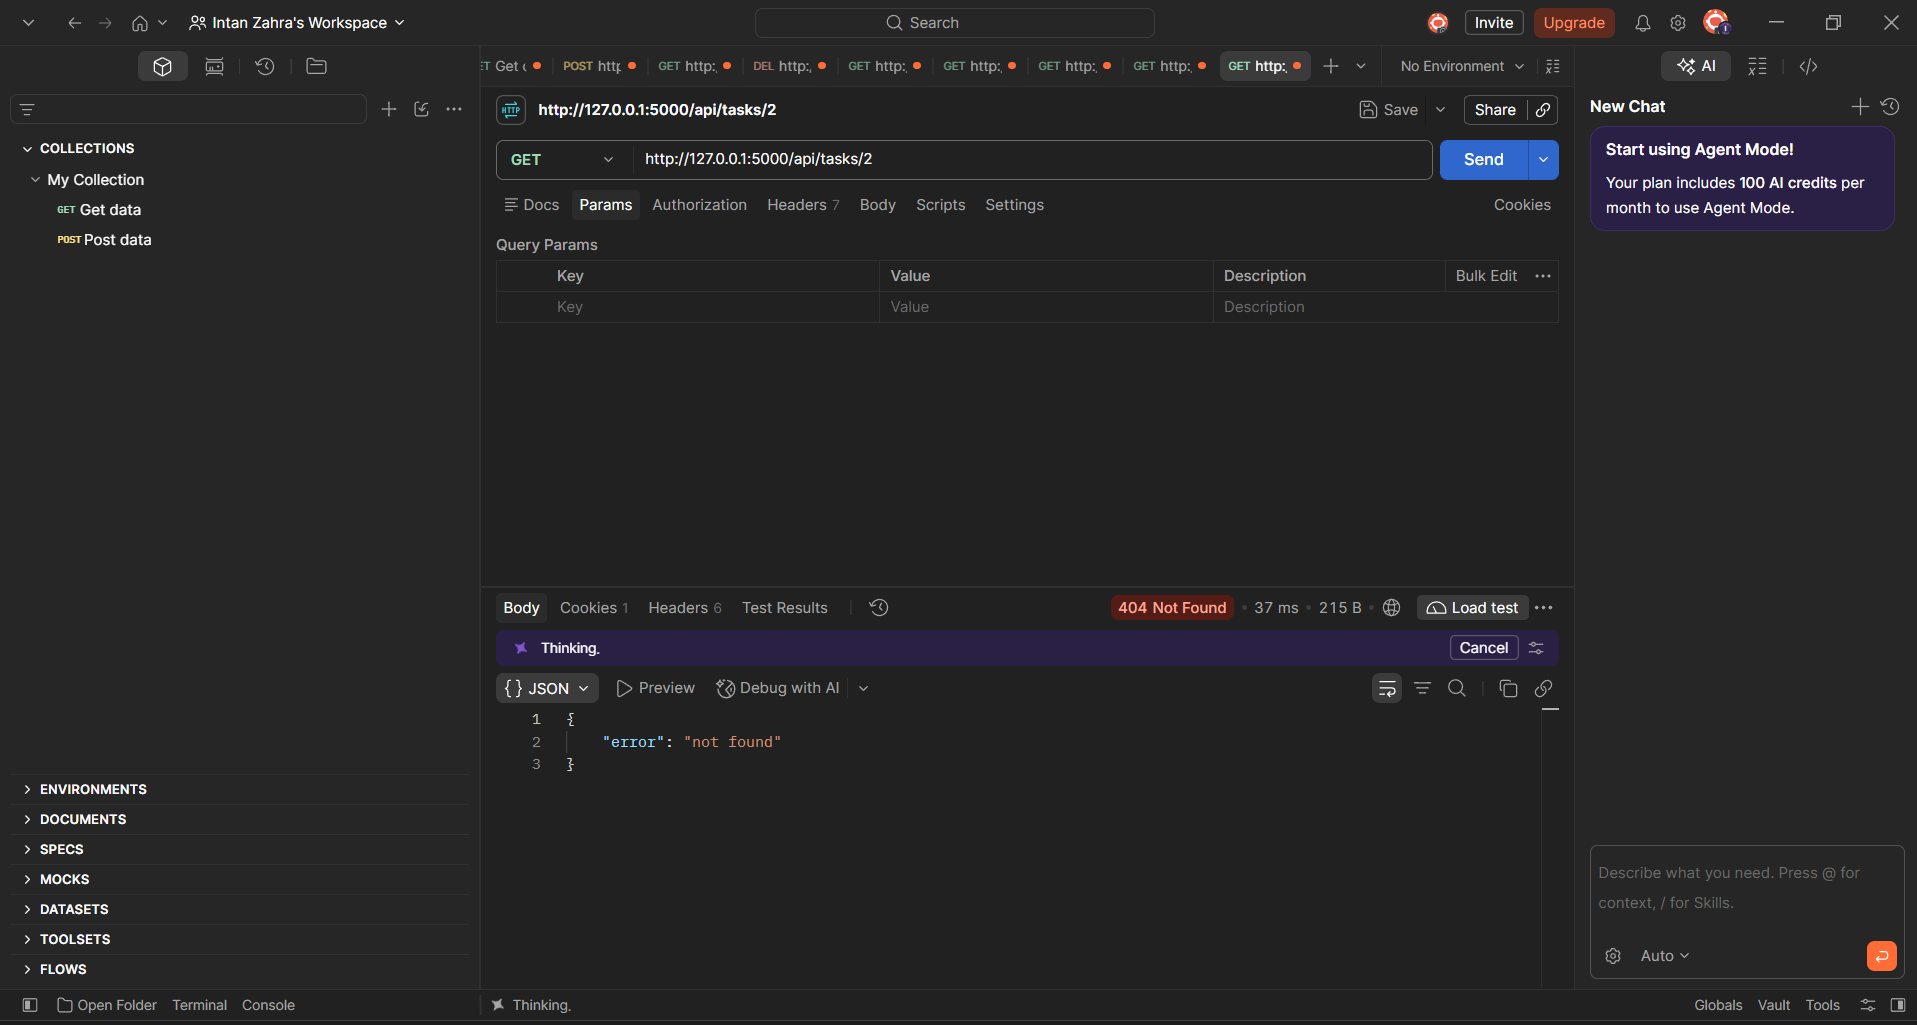 Intan Zahra's Workspace
Search
Invite
Upgrade
ET Get c
POST http
GET http:,
DEL http:,
GET http:,
GET http:,
GET http:,
GET http:,
GET http:,
No Environment
AI
HTTP
http://127.0.0.1:5000/api/tasks/2
Save
Share
New Chat
COLLECTIONS
My Collection
GET Get data
POST Post data
GET
http://127.0.0.1:5000/api/tasks/2
Send
Start using Agent Mode!
Your plan includes 100 AI credits per
month to use Agent Mode.
Docs Params Authorization Headers 7 Body Scripts Settings
Cookies
Query Params
Key Value Description Bulk Edit
Key Value Description
Body Cookies 1 Headers 6 Test Results
404 Not Found • 37 ms • 215 B
Load test
Thinking.
Cancel
{} JSON Preview Debug with AI
1 {
2 "error": "not found"
3 }
ENVIRONMENTS
DOCUMENTS
SPECS
MOCKS
DATASETS
TOOLSETS
FLOWS
Describe what you need. Press @ for
context, / for Skills.
Auto
Open Folder Terminal Console
Thinking.
Globals Vault Tools